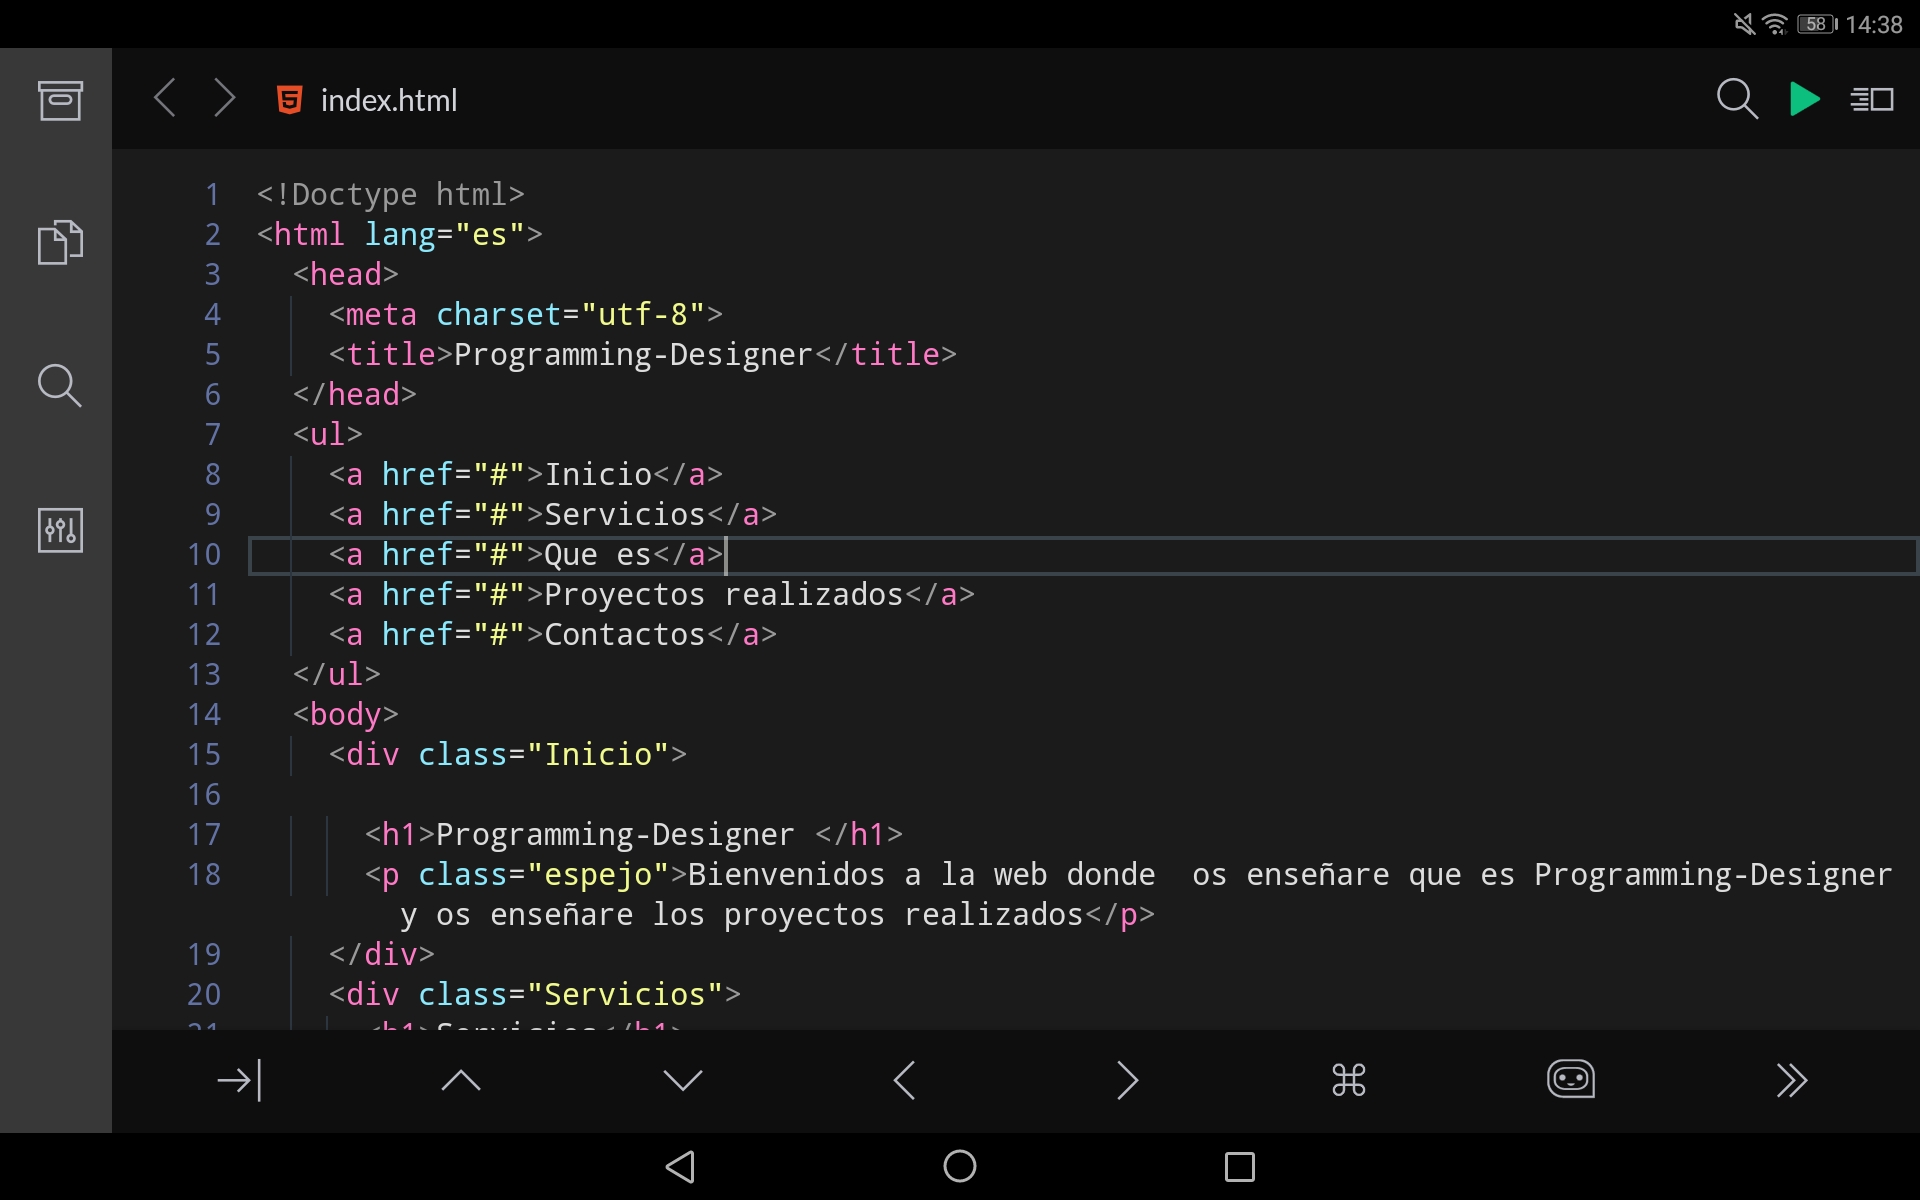 58 14:38
index.html
1 <!Doctype html>
2 <html lang="es">
3 <head>
4 <meta charset="utf-8">
5 <title>Programming-Designer</title>
6 </head>
7 <ul>
8 <a href="#">Inicio</a>
9 <a href="#">Servicios</a>
10 <a href="#">Que es</a>
11 <a href="#">Proyectos realizados</a>
12 <a href="#">Contactos</a>
13 </ul>
14 <body>
15 <div class="Inicio">
16
17 <h1>Programming-Designer </h1>
18 <p class="espejo">Bienvenidos a la web donde  os enseñare que es Programming-Designer
y os enseñare los proyectos realizados</p>
19 </div>
20 <div class="Servicios">
21 <h1>Servicios</h1>